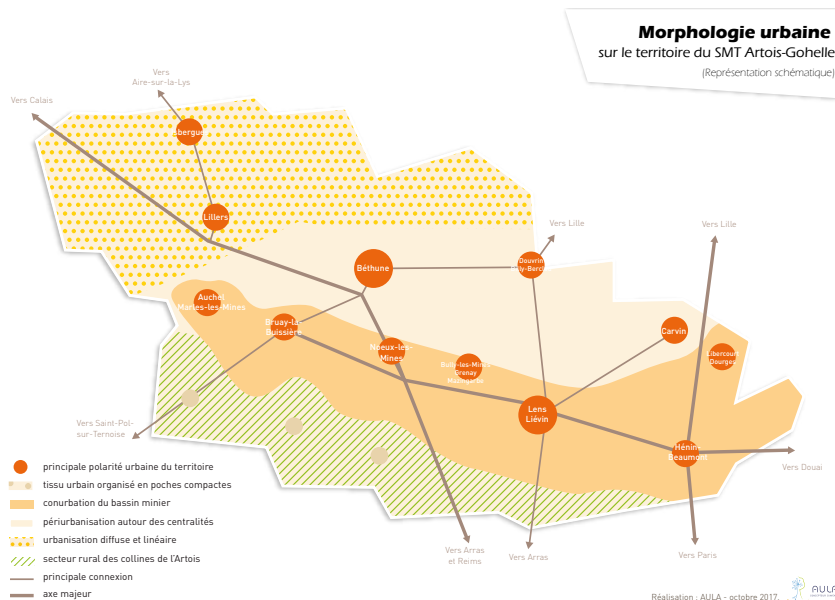 Morphologie urbaine
sur le territoire du SMT Artois-Gohelle
(Représentation schématique)
Vers
Aire-sur-la-Lys
Vers Calais
Isbergues
Lillers
Vers Lille
Vers Lille
Béthune
Douvrin
Billy-Berclau
Auchel
Marles-les-Mines
Bruay-la-
Buissière
Noeux-les-
Mines
Bully-les-Mines
Grenay
Mazingarbe
Carvin
Libercourt
Dourges
Lens
Liévin
Hénin-
Beaumont
Vers Saint-Pol-
sur-Ternoise
Vers Douai
Vers Arras
et Reims
Vers Arras
Vers Paris
principale polarité urbaine du territoire
tissu urbain organisé en poches compactes
conurbation du bassin minier
périurbanisation autour des centralités
urbanisation diffuse et linéaire
secteur rural des collines de l'Artois
principale connexion
axe majeur
Réalisation : AULA - octobre 2017.
AULA